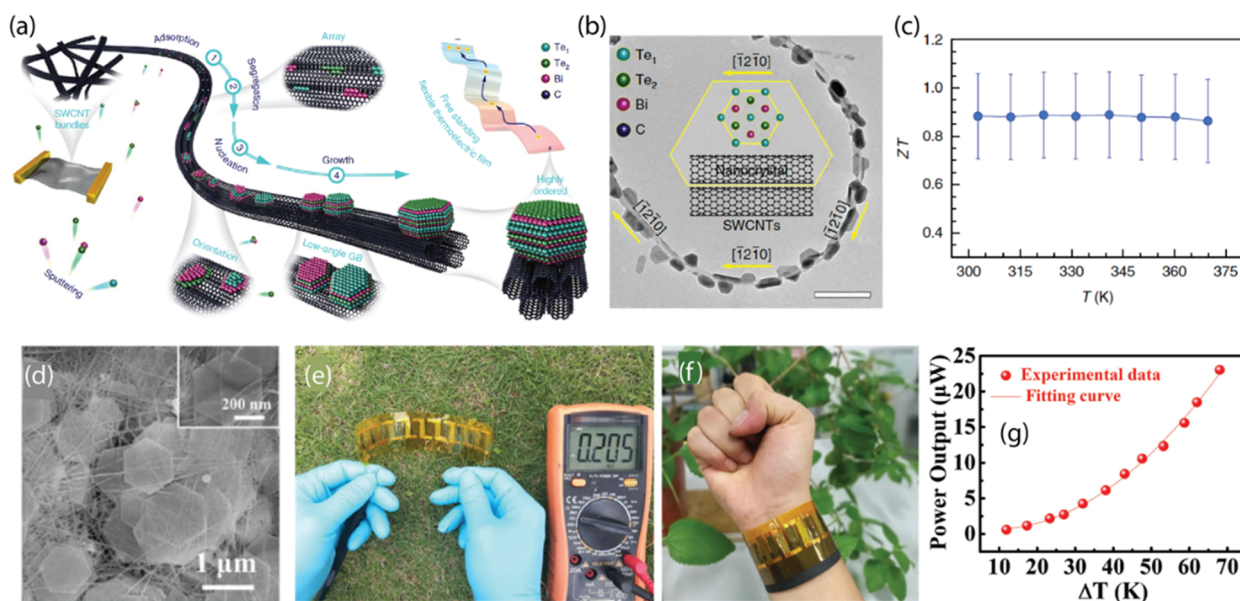 (a)
Adsorption
1
Segregation
2
3
Nucreation
Growth
4
Array
SWCNT
bundles
Sputtering
Orientation
Low-angle GB
Free standing
flexible thermoelectric film
Highly
ordered
Te1
Te2
Bi
C
(b)
Te1
Te2
Bi
C
[1̅21̅0]
Nanocrystal
SWCNTs
[1̅21̅0]
[1̅21̅0]
[1̅21̅0]
(c)
ZT
1.2
1.0
0.8
0.6
0.4
300 315 330 345 360 375
T (K)
(d)
200 nm
1 μm
(e)
0.205
(f)
(g)
Power Output (μW)
25
20
15
10
5
0
Experimental data
Fitting curve
10 20 30 40 50 60 70
ΔT (K)